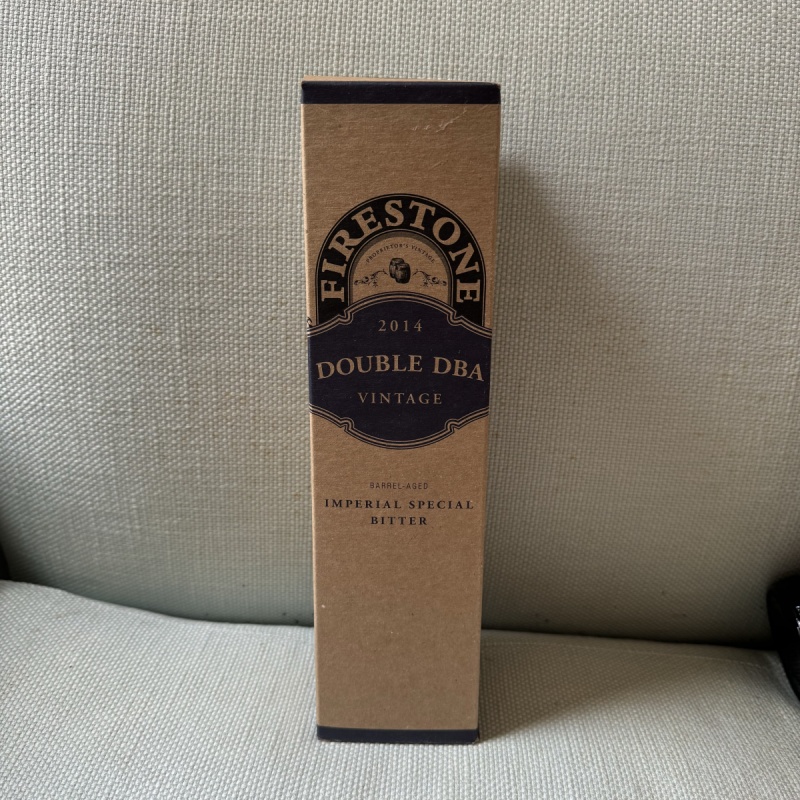 FIRESTONE
PROPRIETOR'S VINTAGE
2014
DOUBLE DBA
VINTAGE
BARREL-AGED
IMPERIAL SPECIAL
BITTER